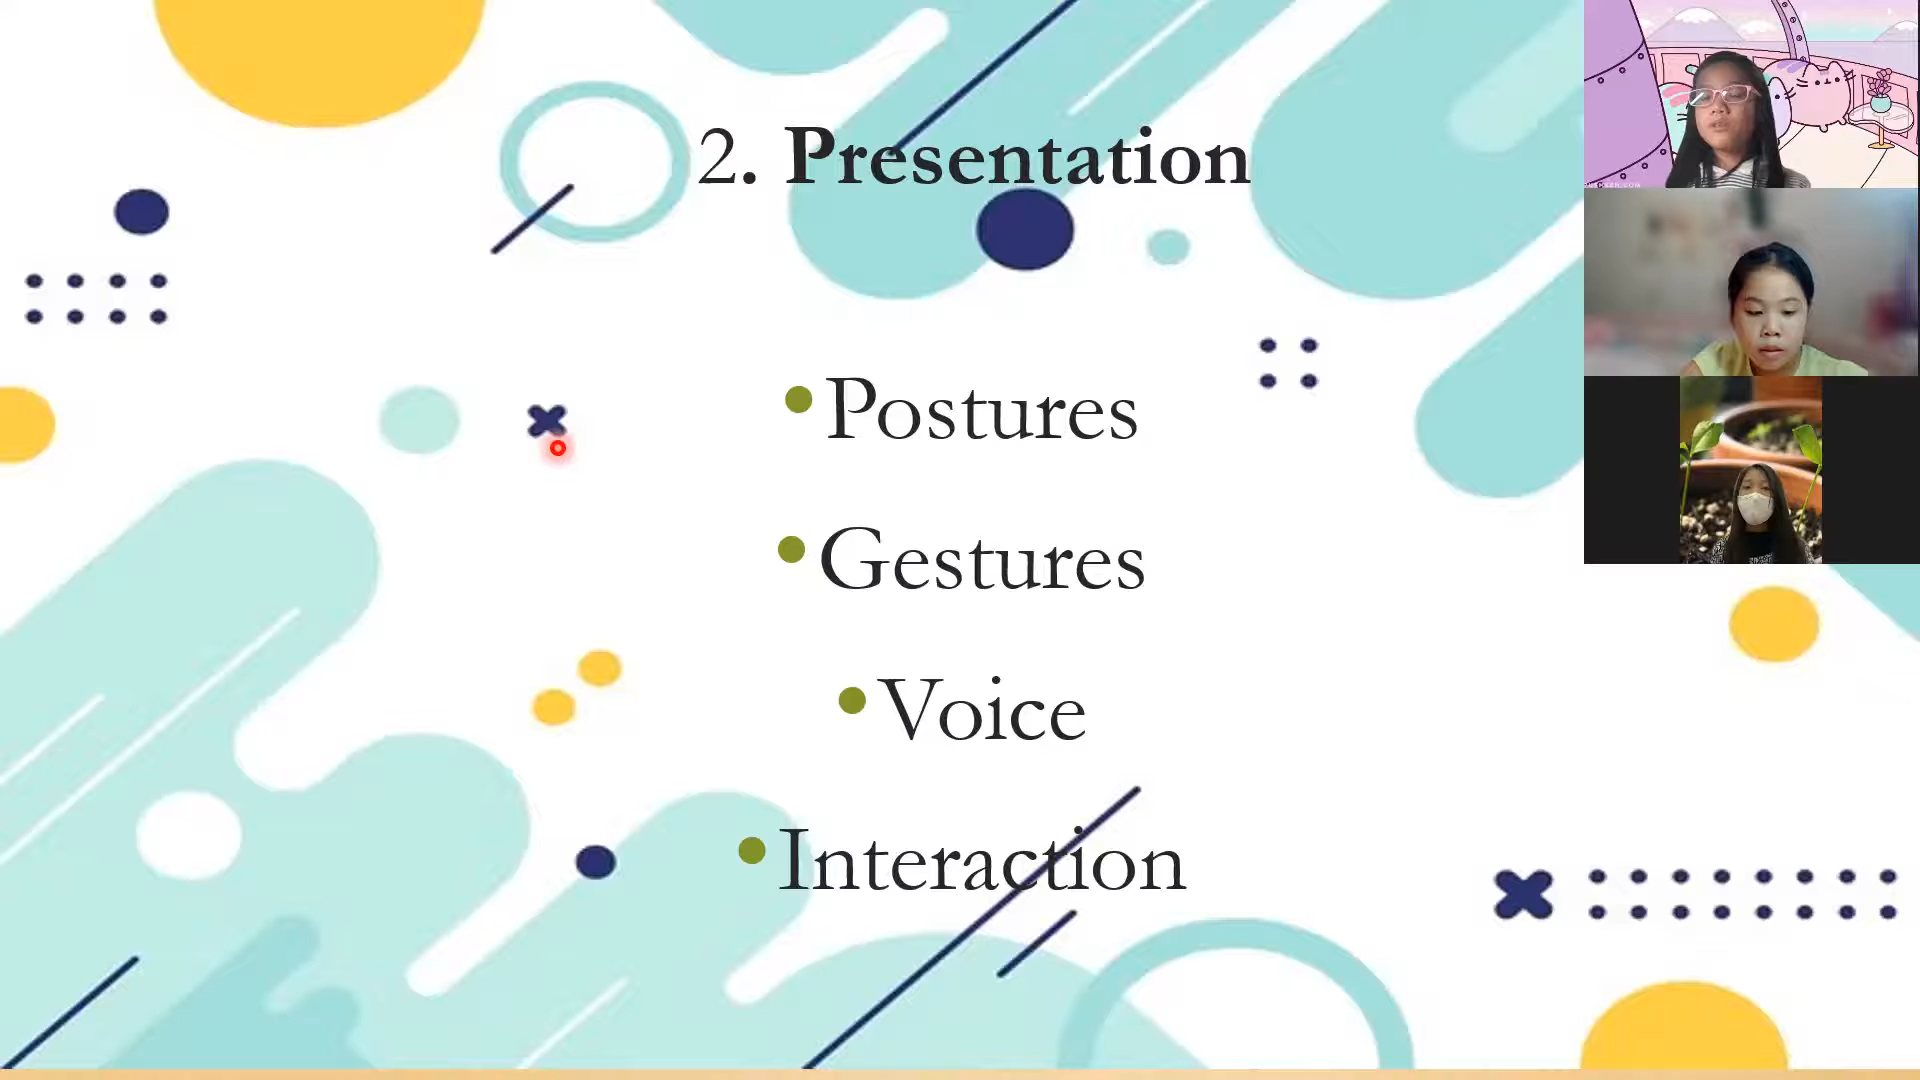 2. Presentation
•Postures
•Gestures
•Voice
•Interaction